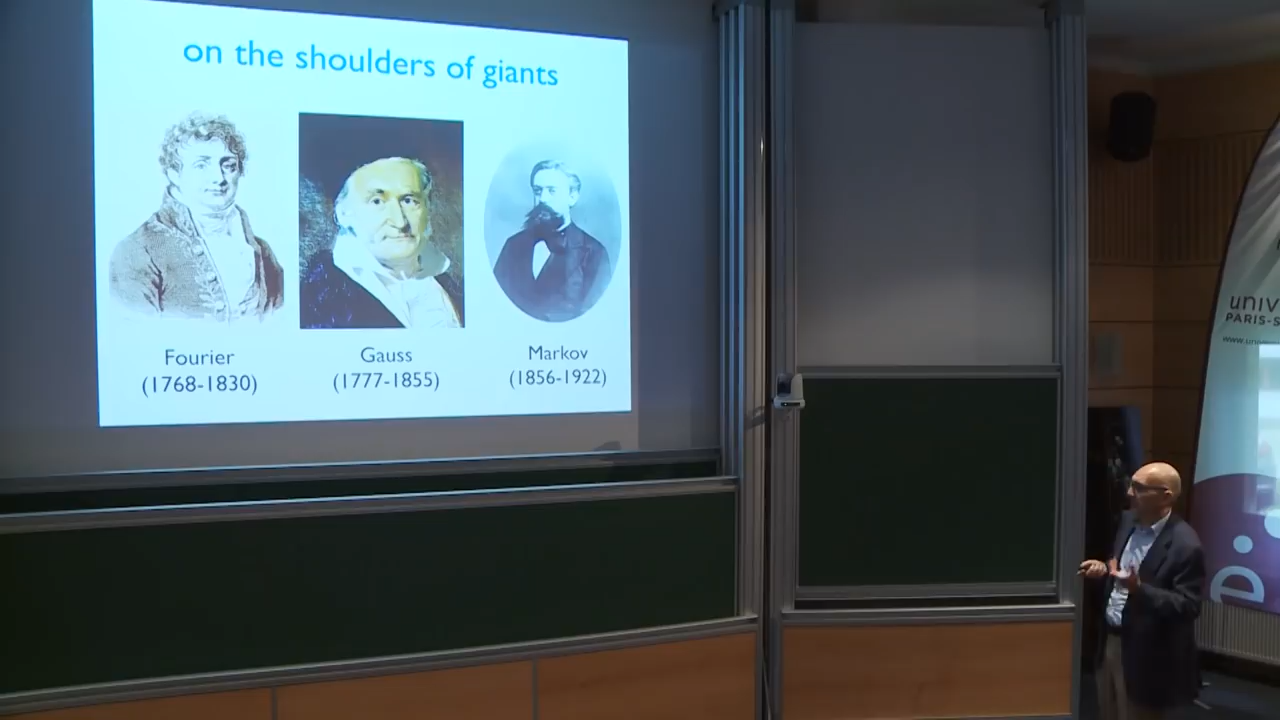 on the shoulders of giants
Fourier
(1768-1830)
Gauss
(1777-1855)
Markov
(1856-1922)
univ
PARIS-S